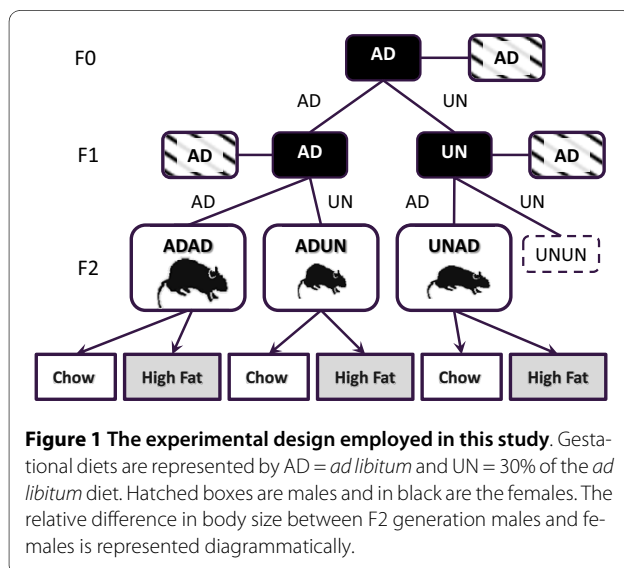 F0 AD AD
AD UN
F1 AD AD UN AD
AD UN AD UN
F2 ADAD ADUN UNAD UNUN
Chow High Fat Chow High Fat Chow High Fat
Figure 1 The experimental design employed in this study. Gesta-
tional diets are represented by AD = ad libitum and UN = 30% of the ad
libitum diet. Hatched boxes are males and in black are the females. The
relative difference in body size between F2 generation males and fe-
males is represented diagrammatically.